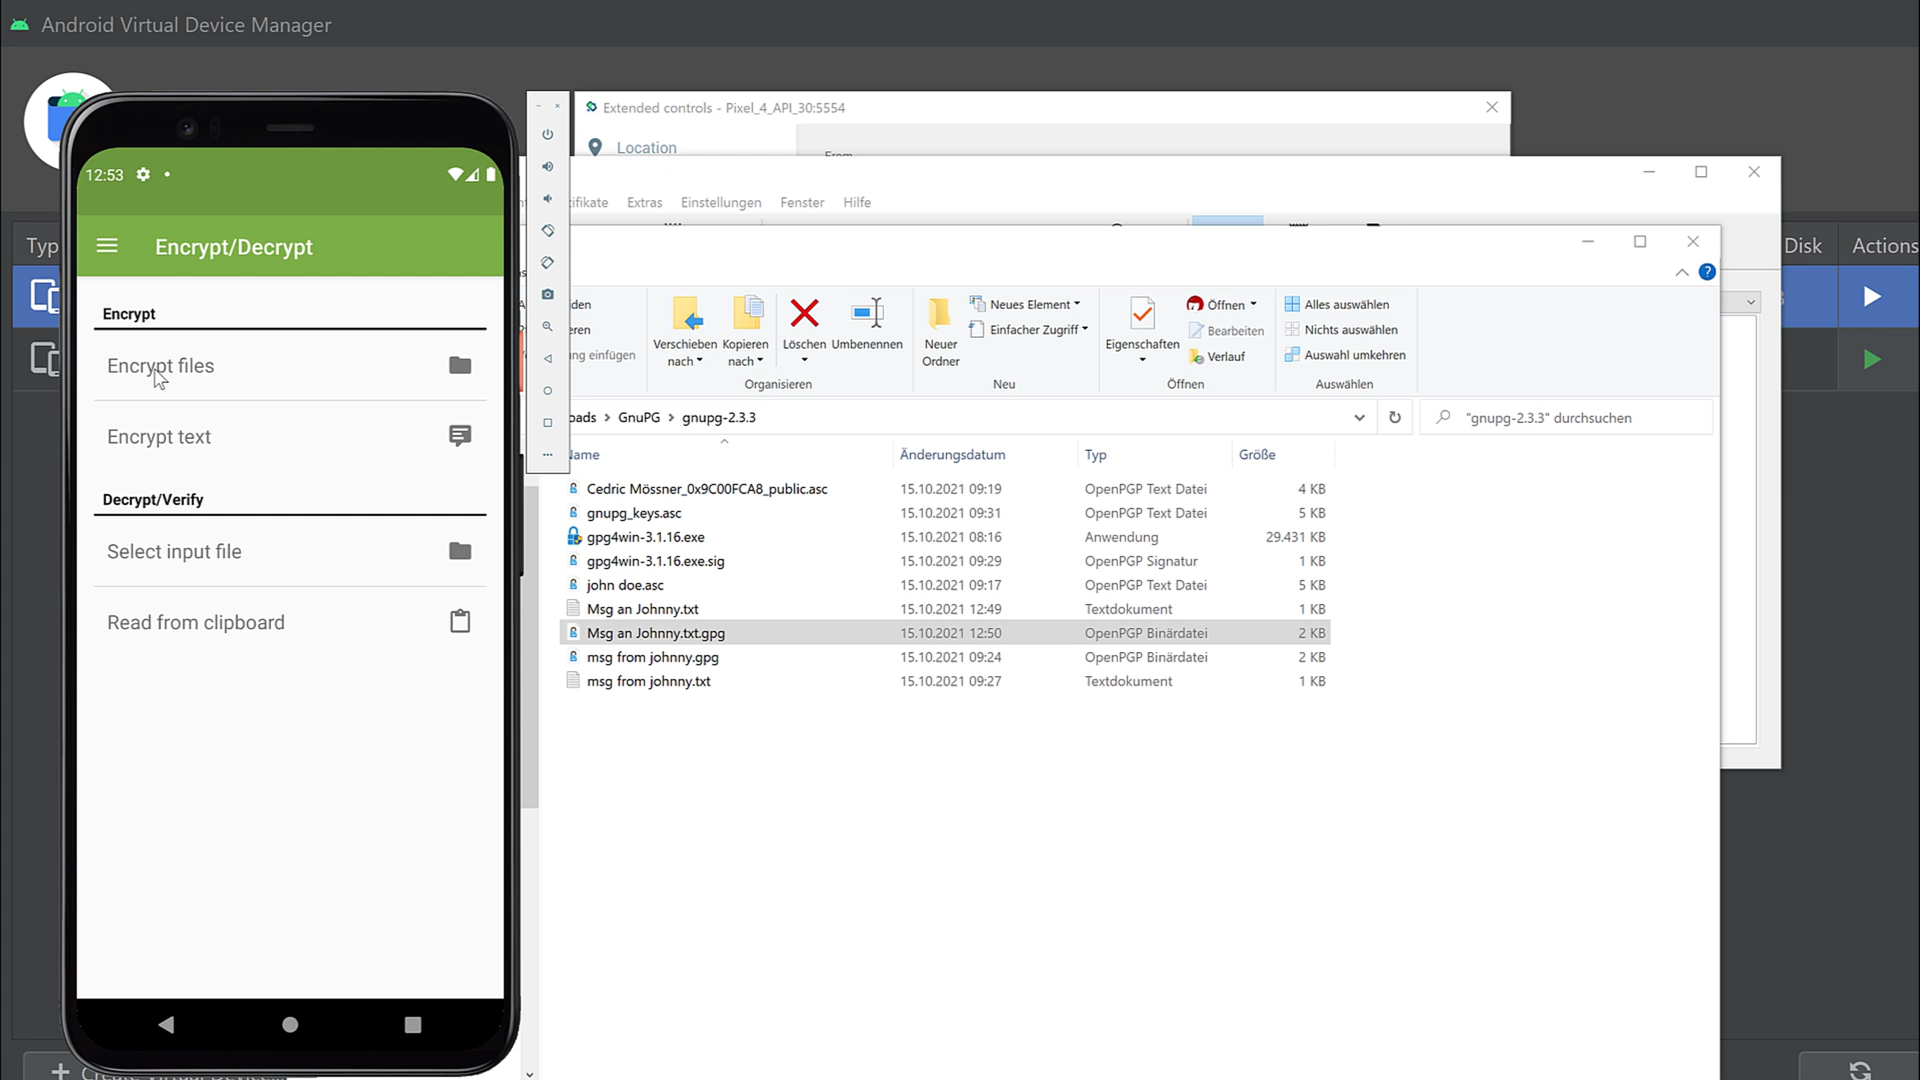 Android Virtual Device Manager
Extended controls - Pixel_4_API_30:5554
Location
12:53
Extras
Einstellungen
Fenster
Hilfe
Encrypt/Decrypt
Disk
Actions
Encrypt
Encrypt files
Encrypt text
Decrypt/Verify
Select input file
Read from clipboard
Verschieben
nach
Kopieren
nach
Löschen
Umbenennen
Organisieren
Neuer
Ordner
Neues Element
Einfacher Zugriff
Neu
Eigenschaften
Öffnen
Bearbeiten
Verlauf
Öffnen
Alles auswählen
Nichts auswählen
Auswahl umkehren
Auswählen
GnuPG
gnupg-2.3.3
"gnupg-2.3.3" durchsuchen
Änderungsdatum
Typ
Größe
Cedric Mössner_0x9C00FCA8_public.asc 15.10.2021 09:19 OpenPGP Text Datei 4 KB
gnupg_keys.asc 15.10.2021 09:31 OpenPGP Text Datei 5 KB
gpg4win-3.1.16.exe 15.10.2021 08:16 Anwendung 29.431 KB
gpg4win-3.1.16.exe.sig 15.10.2021 09:29 OpenPGP Signatur 1 KB
john doe.asc 15.10.2021 09:17 OpenPGP Text Datei 5 KB
Msg an Johnny.txt 15.10.2021 12:49 Textdokument 1 KB
Msg an Johnny.txt.gpg 15.10.2021 12:50 OpenPGP Binärdatei 2 KB
msg from johnny.gpg 15.10.2021 09:24 OpenPGP Binärdatei 2 KB
msg from johnny.txt 15.10.2021 09:27 Textdokument 1 KB